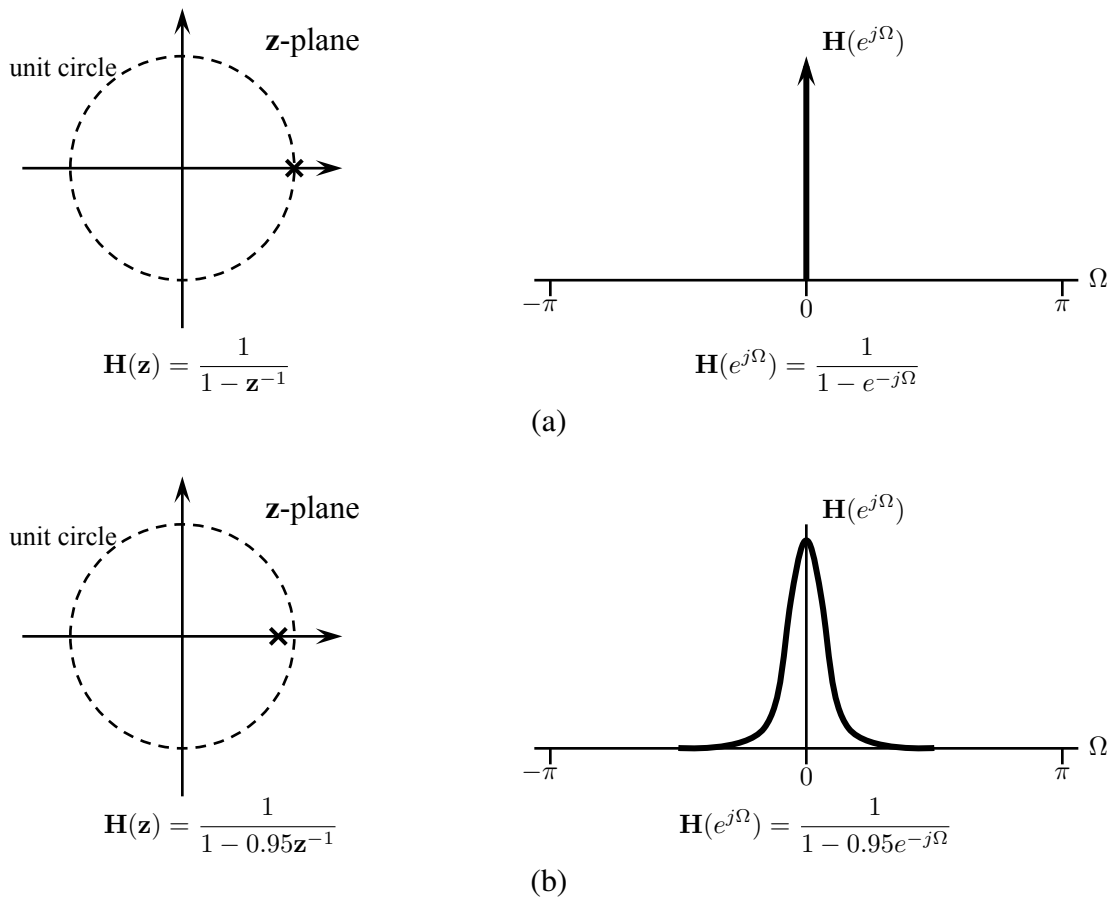 z-plane
unit circle
H(z) = 1 / (1 − z⁻¹)
H(e^{jΩ})
Ω
−π
0
π
H(e^{jΩ}) = 1 / (1 − e^{−jΩ})
(a)
z-plane
unit circle
H(z) = 1 / (1 − 0.95z⁻¹)
H(e^{jΩ})
Ω
−π
0
π
H(e^{jΩ}) = 1 / (1 − 0.95e^{−jΩ})
(b)